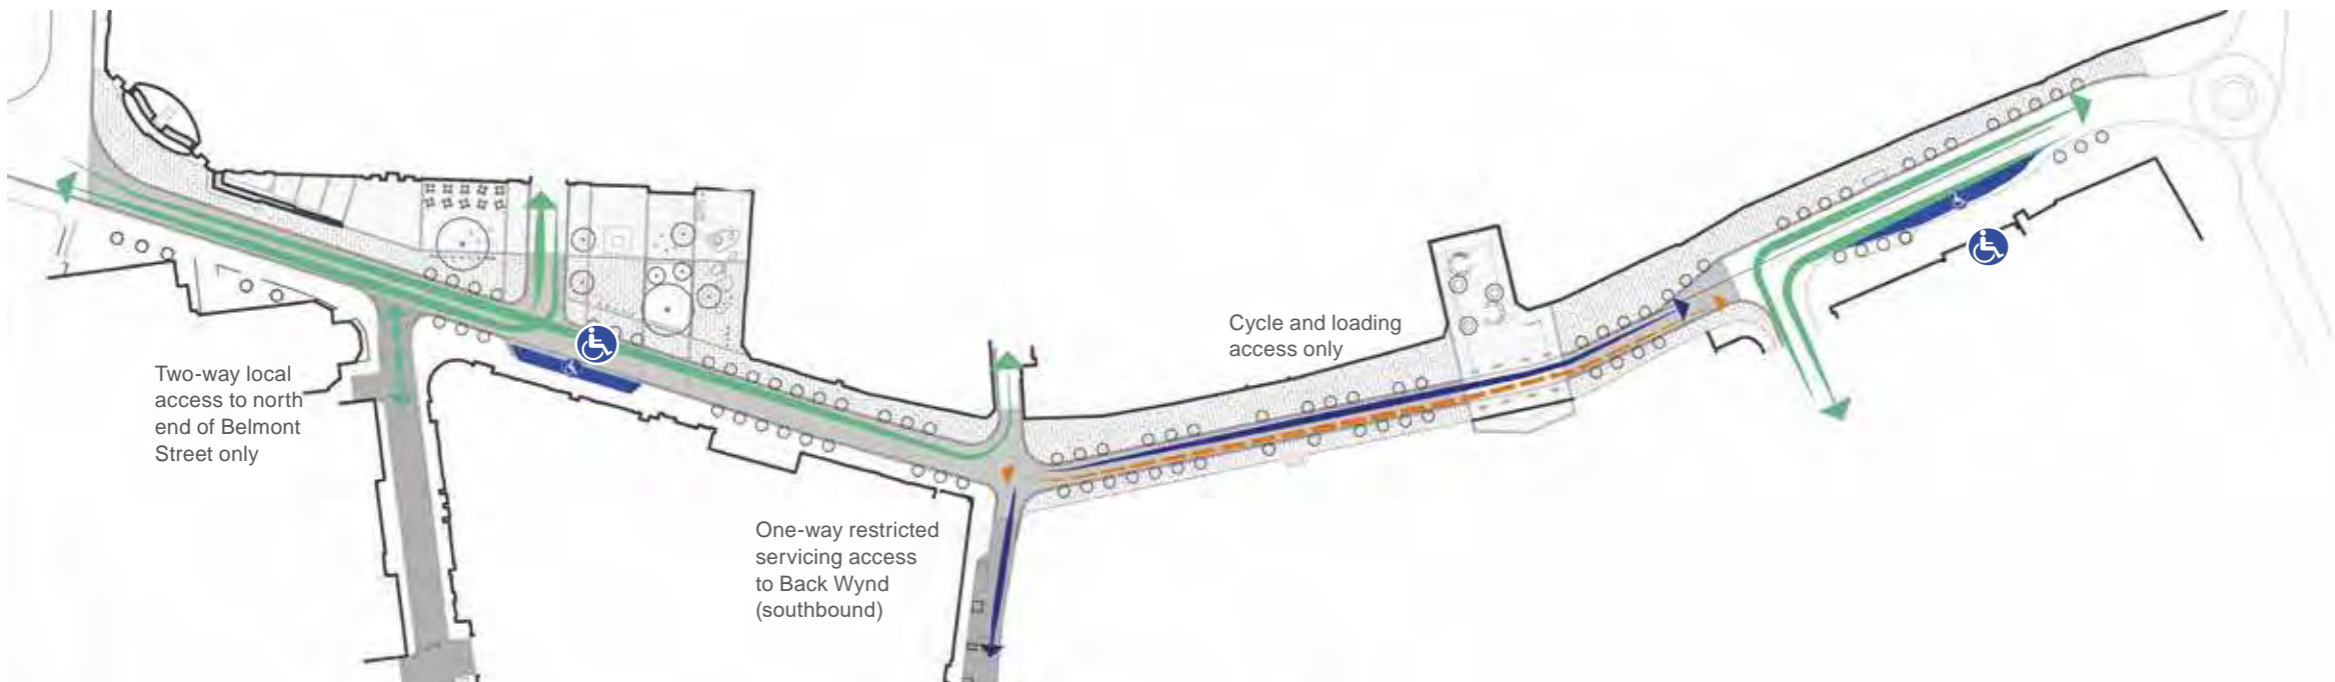 Two-way local
access to north
end of Belmont
Street only
One-way restricted
servicing access
to Back Wynd
(southbound)
Cycle and loading
access only